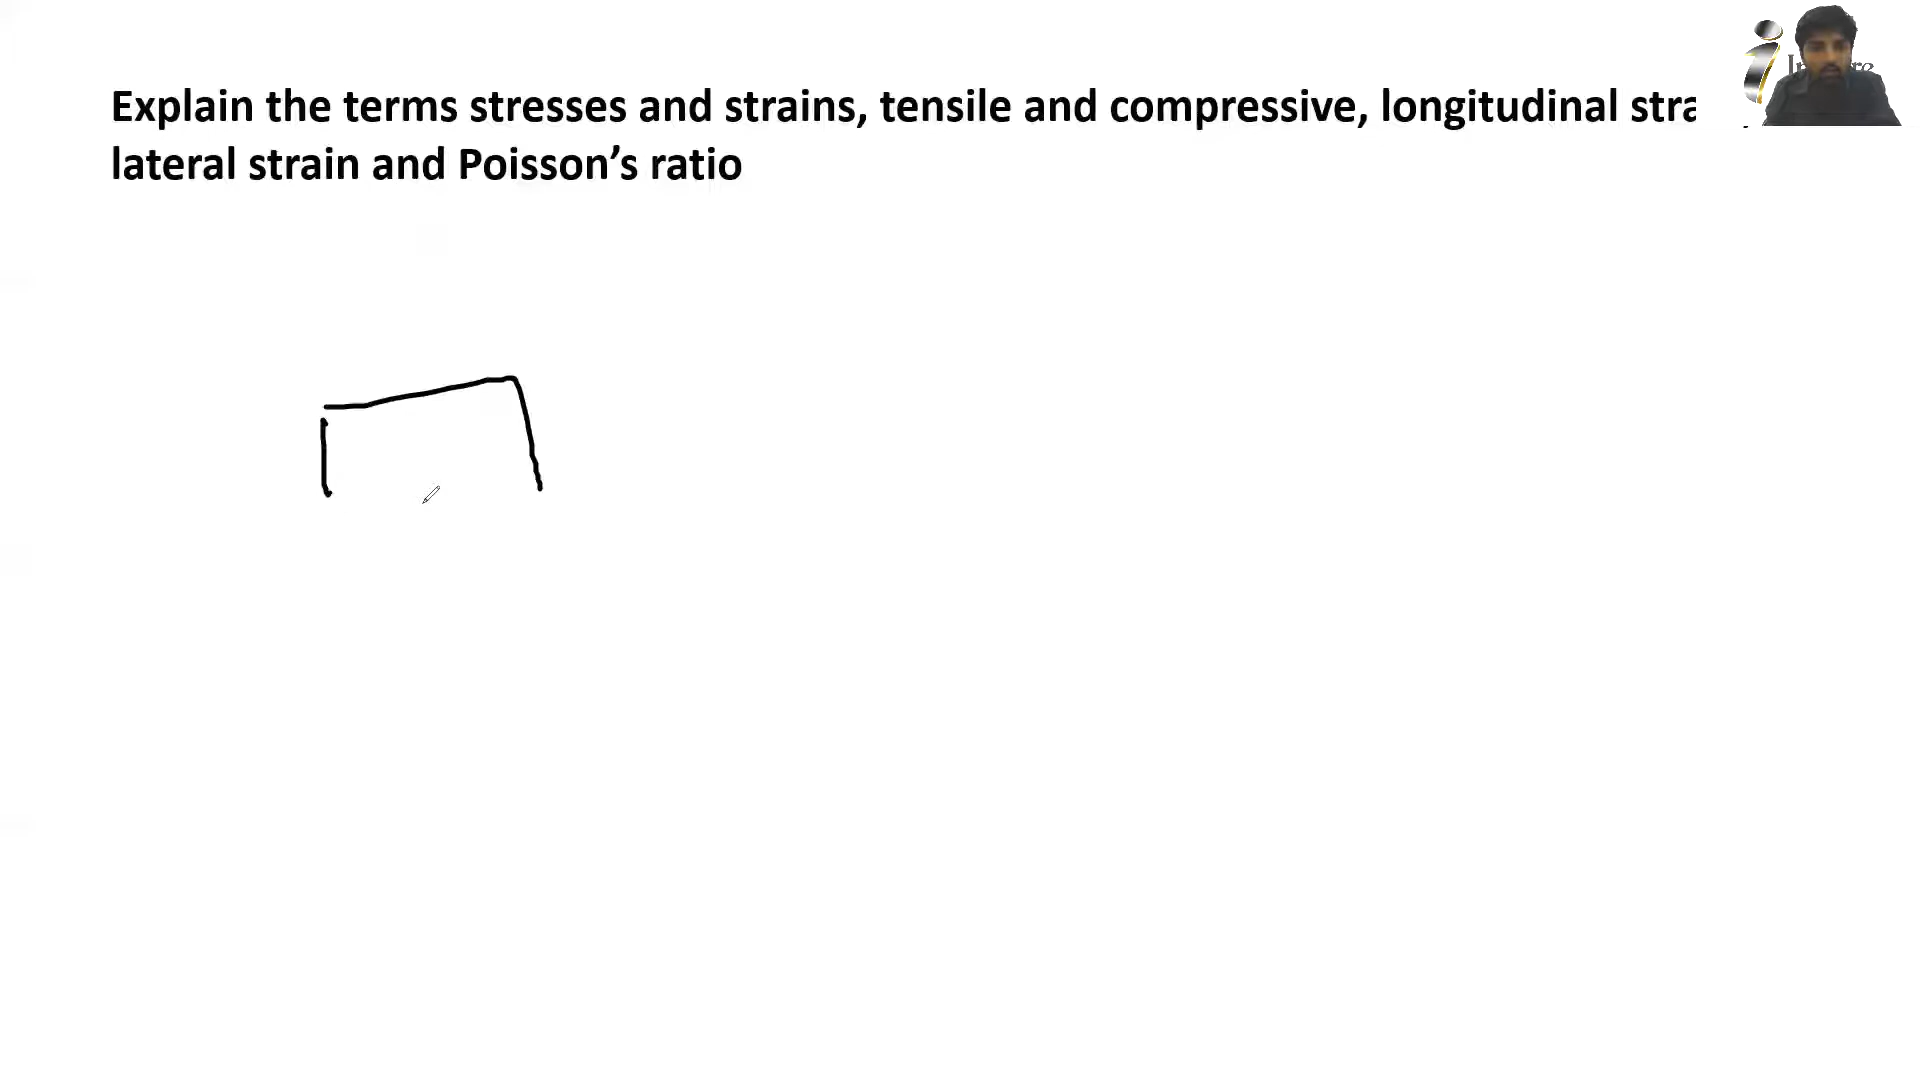 Explain the terms stresses and strains, tensile and compressive, longitudinal stra
lateral strain and Poisson’s ratio